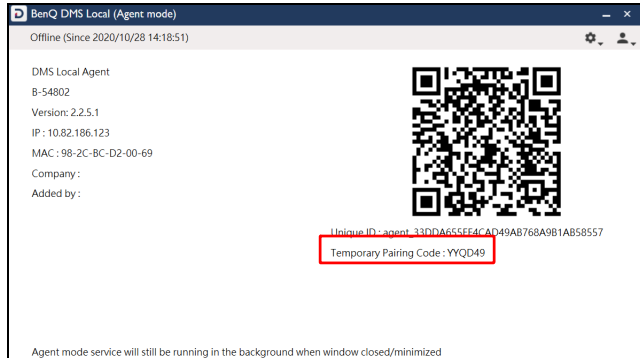 BenQ DMS Local (Agent mode)
Offline (Since 2020/10/28 14:18:51)
DMS Local Agent
B-54802
Version: 2.2.5.1
IP : 10.82.186.123
MAC : 98-2C-BC-D2-00-69
Company :
Added by :
Unique ID : agent_33DDA655FF4CAD49AB768A9B1AB58557
Temporary Pairing Code : YYQD49
Agent mode service will still be running in the background when window closed/minimized